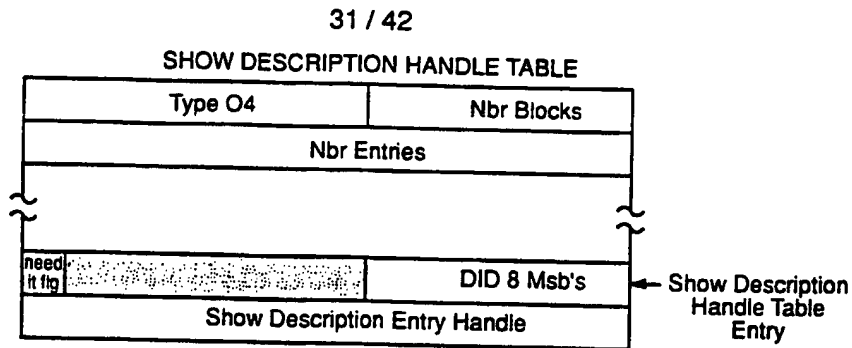 31 / 42
SHOW DESCRIPTION HANDLE TABLE
Type O4
Nbr Blocks
Nbr Entries
need
it flg
DID 8 Msb's
Show Description Entry Handle
Show Description
Handle Table
Entry